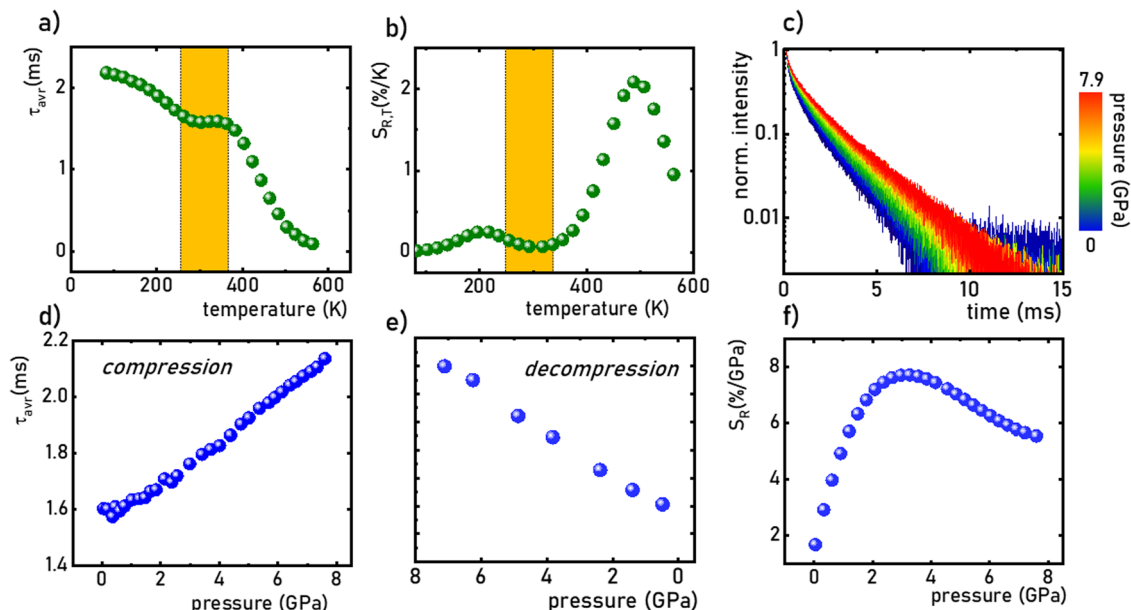 a)
τavr(ms)
2
1
0
0
200
400
600
temperature (K)
b)
SR,T(%/K)
2
1
0
200
400
600
temperature (K)
c)
norm. intensity
1
0.1
0.01
0
5
10
15
time (ms)
7.9
pressure (GPa)
0
d)
compression
τavr(ms)
2.2
2.0
1.8
1.6
1.4
0
2
4
6
8
pressure (GPa)
e)
decompression
8
6
4
2
0
pressure (GPa)
f)
SR(%/GPa)
8
6
4
2
0
2
4
6
8
pressure (GPa)